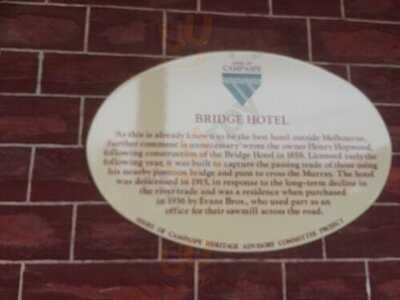 SHIRE OF
CAMPASPE
BRIDGE HOTEL
'As this is already known to be the best hotel outside Melbourne,
further comment is unnecessary' wrote the owner Henry Hopwood,
following construction of the Bridge Hotel in 1858. Licensed early the
following year, it was built to capture the passing trade of those using
his nearby pontoon bridge and punt to cross the Murray. The hotel
was delicensed in 1915, in response to the long-term decline in
the river trade and was a residence when purchased
in 1956 by Evans Bros., who used part as an
office for their sawmill across the road.
SHIRE OF CAMPASPE HERITAGE ADVISORY COMMITTEE PROJECT